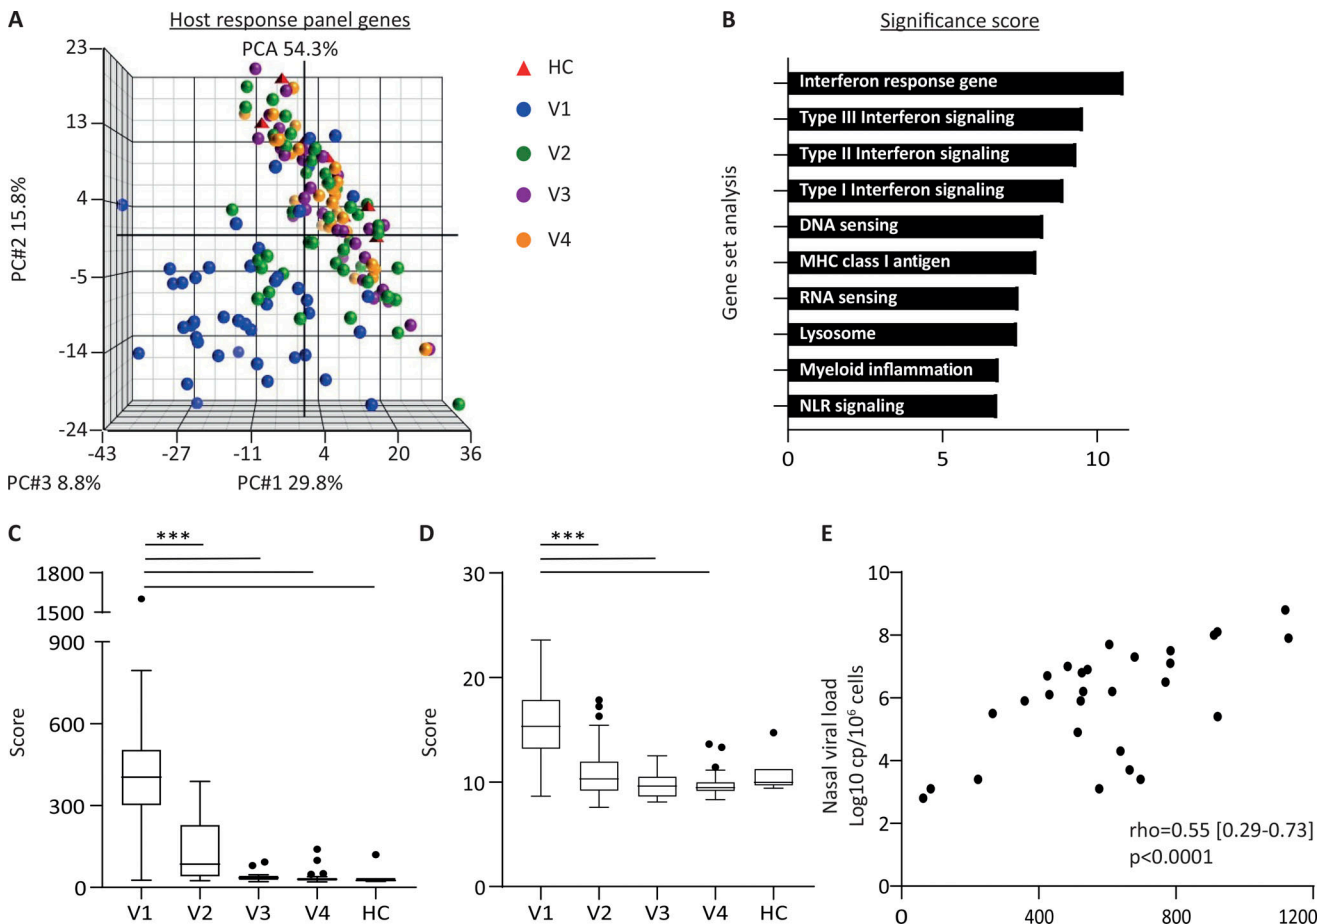 A
Host response panel genes
PCA 54.3%
23
13
4
-5
-14
-24
PC#2 15.8%
-43
-27
-11
4
20
36
PC#3 8.8%
PC#1 29.8%
HC
V1
V2
V3
V4
B
Significance score
Gene set analysis
Interferon response gene
Type III Interferon signaling
Type II Interferon signaling
Type I Interferon signaling
DNA sensing
MHC class I antigen
RNA sensing
Lysosome
Myeloid inflammation
NLR signaling
0
5
10
C
***
1800
1500
900
600
300
0
Score
V1
V2
V3
V4
HC
D
***
30
20
10
0
Score
V1
V2
V3
V4
HC
E
10
8
6
4
2
0
Nasal viral load
Log10 cp/10⁶ cells
rho=0.55 [0.29-0.73]
p<0.0001
0
400
800
1200